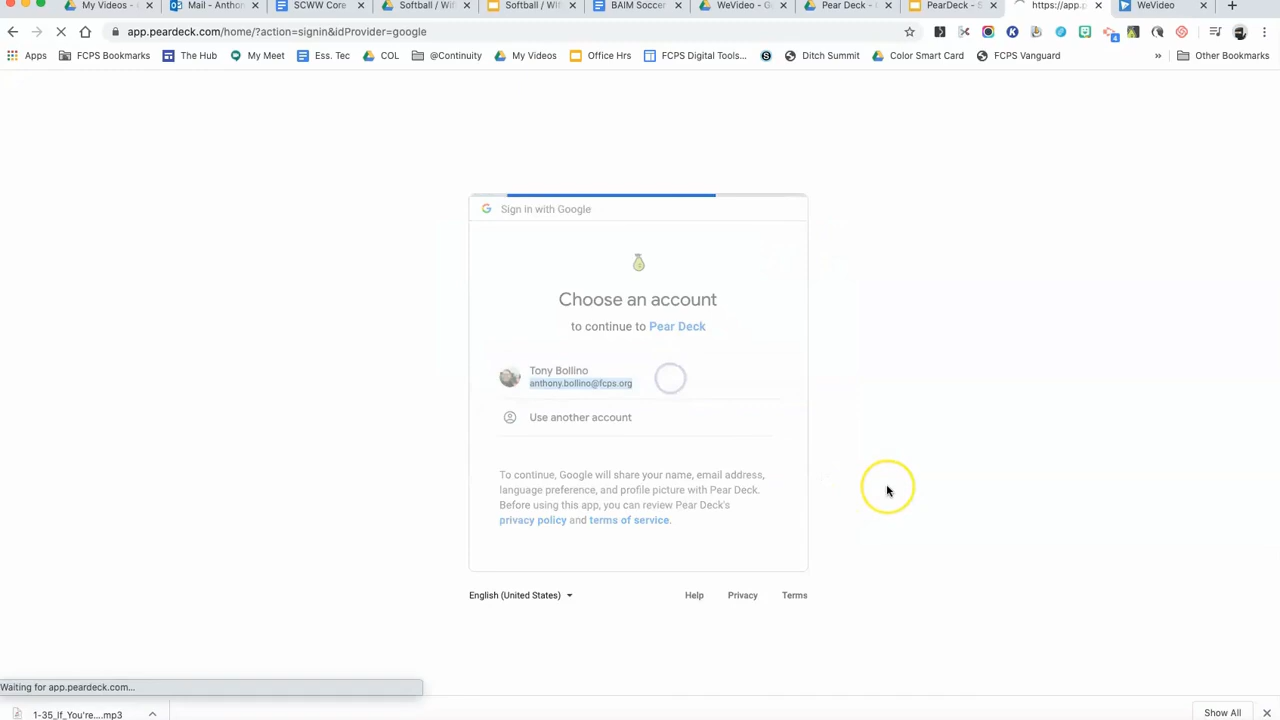 My Videos - Mail - Anthon SCWW Core Softball / Wif Softball / Wif BAIM Soccer WeVideo - Go Pear Deck - PearDeck - https://app.p WeVideo
app.peardeck.com/home/?action=signin&idProvider=google
Apps FCPS Bookmarks The Hub My Meet Ess. Tec COL @Continuity My Videos Office Hrs FCPS Digital Tools... Ditch Summit Color Smart Card FCPS Vanguard » Other Bookmarks
Sign in with Google
Choose an account
to continue to Pear Deck
Tony Bollino
anthony.bollino@fcps.org
Use another account
To continue, Google will share your name, email address,
language preference, and profile picture with Pear Deck.
Before using this app, you can review Pear Deck's
privacy policy and terms of service.
English (United States) Help Privacy Terms
Waiting for app.peardeck.com...
1-35_If_You're....mp3 Show All